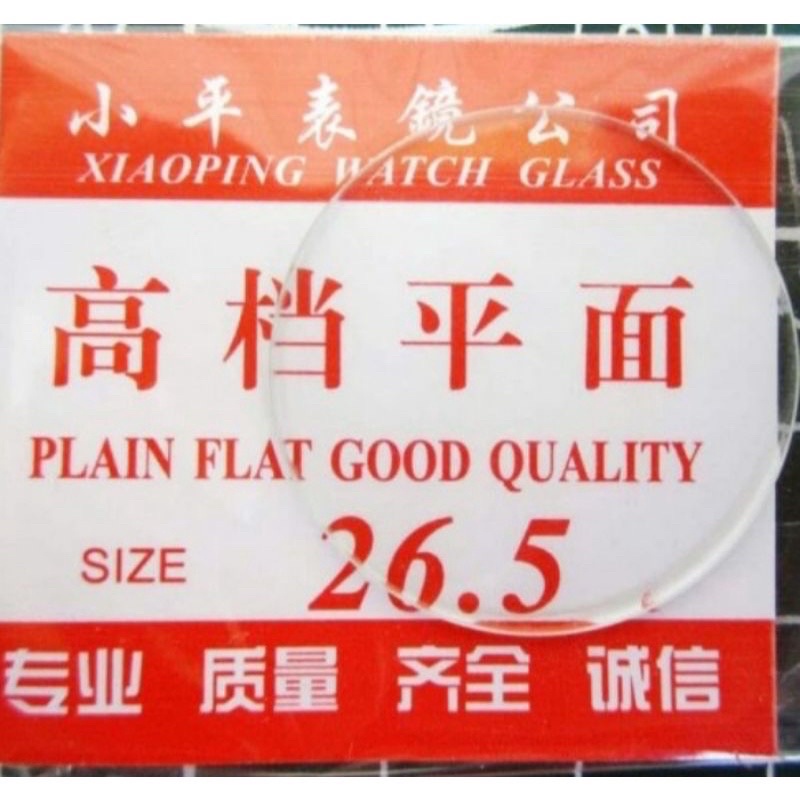 小平表鏡公司
XIAOPING WATCH GLASS
高档平面
PLAIN FLAT GOOD QUALITY
SIZE 26.5
专业 质量 齐全 诚信